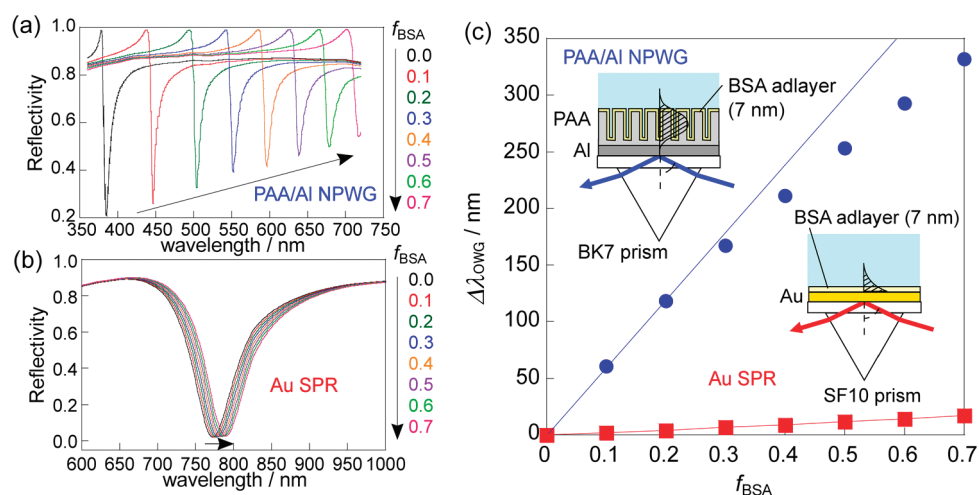 (a)
Reflectivity
1.0
0.8
0.6
0.4
0.2
360 400 450 500 550 600 650 700 720
wavelength / nm
PAA/Al NPWG
fBSA
0.0
0.1
0.2
0.3
0.4
0.5
0.6
0.7
(b)
Reflectivity
1.0
0.8
0.6
0.4
0.2
0.0
600 650 700 750 800 850 900 950 1000
wavelength / nm
Au SPR
fBSA
0.0
0.1
0.2
0.3
0.4
0.5
0.6
0.7
(c)
ΔλOWG / nm
350
300
250
200
150
100
50
0
0 0.1 0.2 0.3 0.4 0.5 0.6 0.7
fBSA
PAA/Al NPWG
BSA adlayer
(7 nm)
PAA
Al
BK7 prism
BSA adlayer (7 nm)
Au
SF10 prism
Au SPR